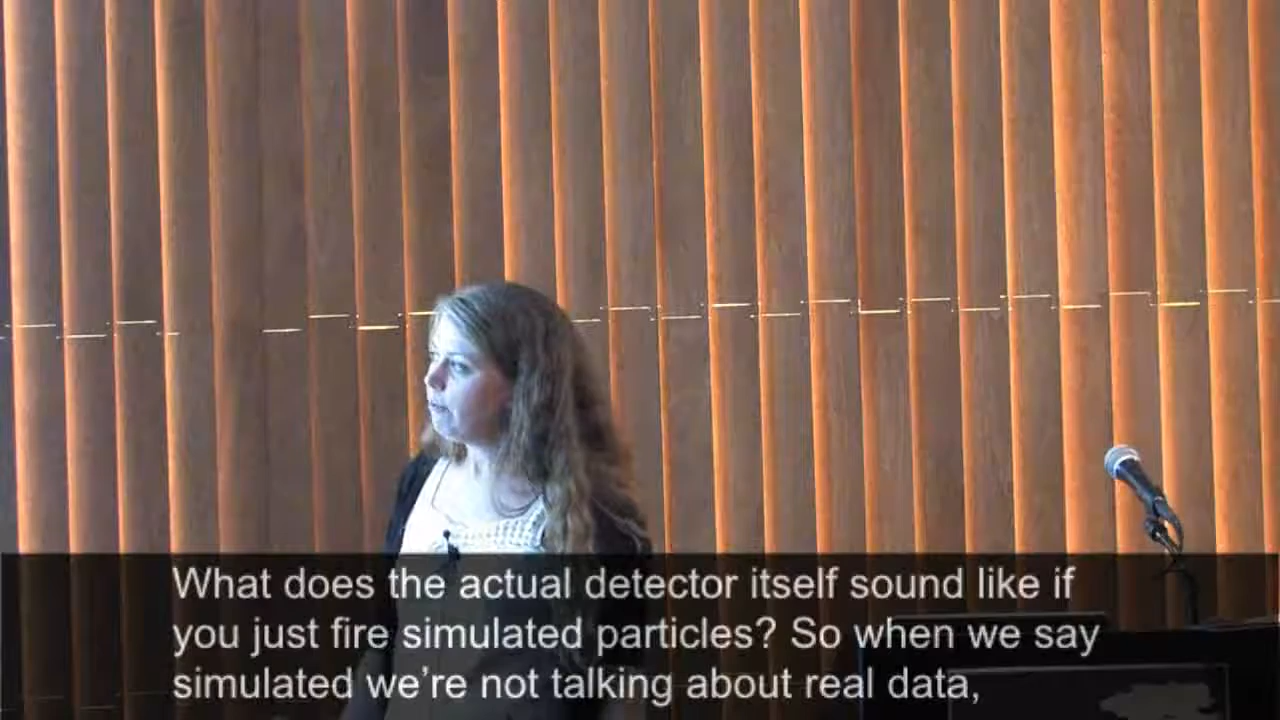 What does the actual detector itself sound like if
you just fire simulated particles? So when we say
simulated we’re not talking about real data,